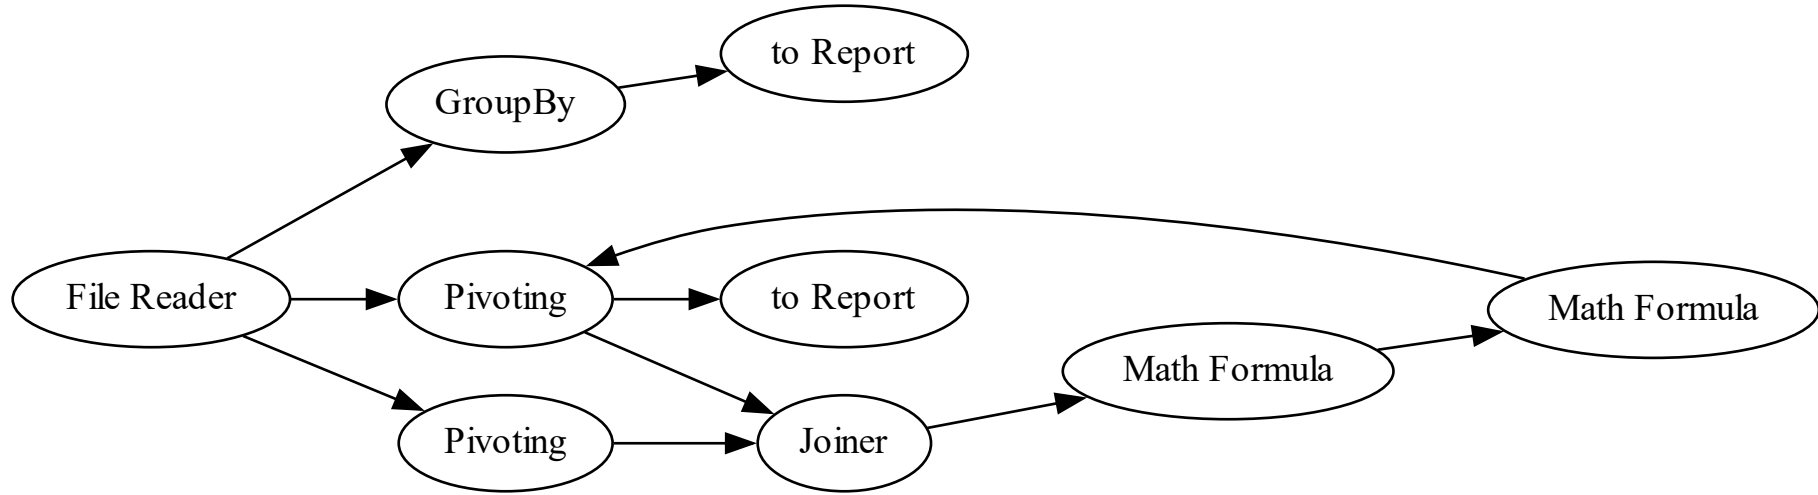 to Report
GroupBy
File Reader
Pivoting
to Report
Math Formula
Math Formula
Pivoting
Joiner